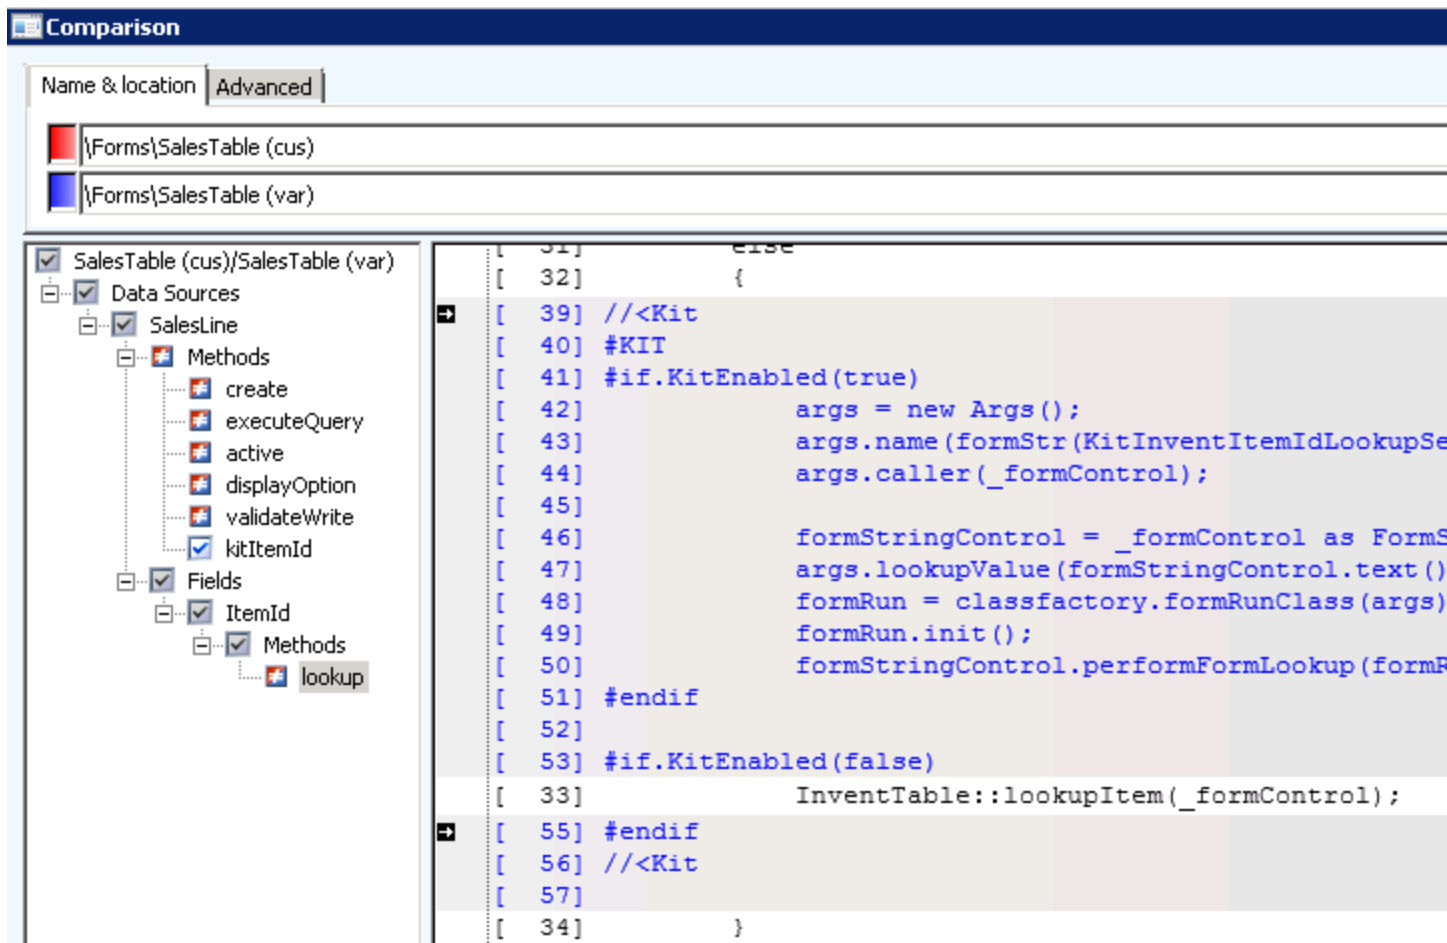 Comparison
Name & location
Advanced
\Forms\SalesTable (cus)
\Forms\SalesTable (var)
SalesTable (cus)/SalesTable (var)
Data Sources
SalesLine
Methods
create
executeQuery
active
displayOption
validateWrite
kitItemId
Fields
ItemId
Methods
lookup
[ 31] else
[ 32] {
[ 39] //<Kit
[ 40] #KIT
[ 41] #if.KitEnabled(true)
[ 42] args = new Args();
[ 43] args.name(formStr(KitInventItemIdLookupSe
[ 44] args.caller(_formControl);
[ 45]
[ 46] formStringControl = _formControl as FormS
[ 47] args.lookupValue(formStringControl.text()
[ 48] formRun = classfactory.formRunClass(args)
[ 49] formRun.init();
[ 50] formStringControl.performFormLookup(formR
[ 51] #endif
[ 52]
[ 53] #if.KitEnabled(false)
[ 33] InventTable::lookupItem(_formControl);
[ 55] #endif
[ 56] //<Kit
[ 57]
[ 34] }